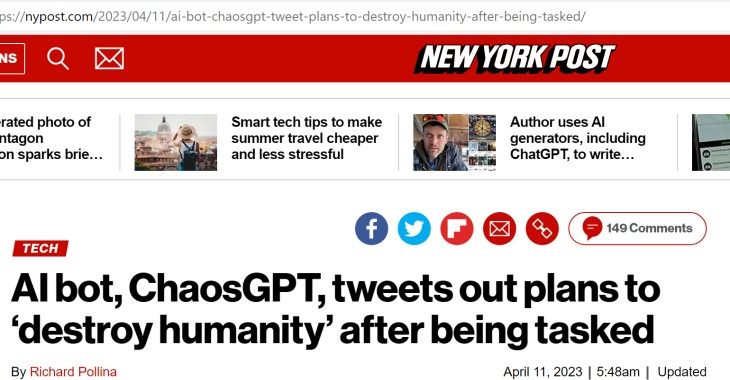 ps://nypost.com/2023/04/11/ai-bot-chaosgpt-tweet-plans-to-destroy-humanity-after-being-tasked/
NS
NEW YORK POST
erated photo of
ntagon
on sparks brie…
Smart tech tips to make
summer travel cheaper
and less stressful
Author uses AI
generators, including
ChatGPT, to write…
149 Comments
TECH
AI bot, ChaosGPT, tweets out plans to
‘destroy humanity’ after being tasked
By Richard Pollina
April 11, 2023 | 5:48am | Updated